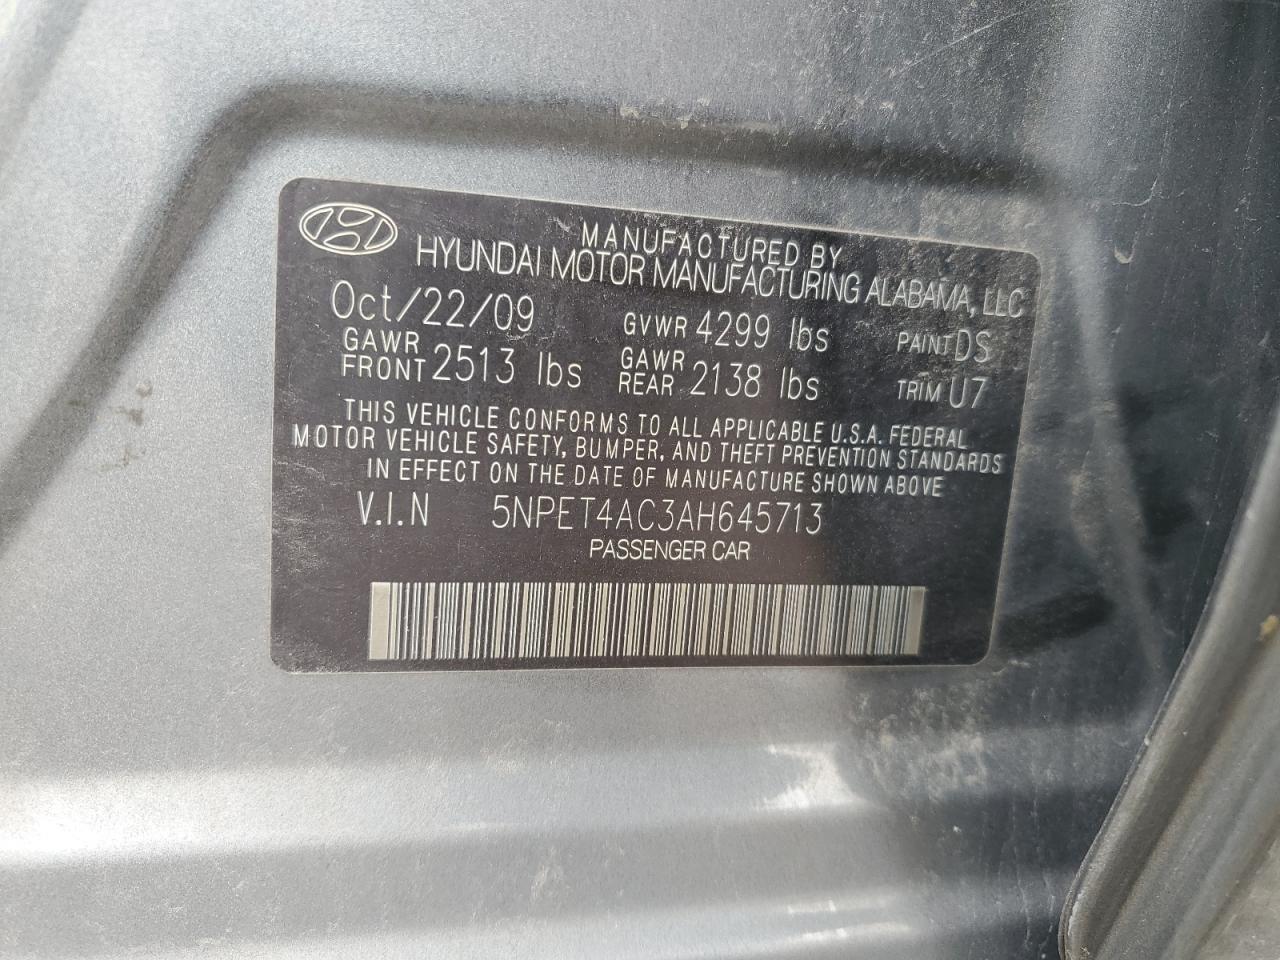 MANUFACTURED BY
HYUNDAI MOTOR MANUFACTURING ALABAMA, LLC
Oct/22/09 GVWR 4299 lbs PAINT DS
GAWR FRONT 2513 lbs GAWR REAR 2138 lbs TRIM U7
THIS VEHICLE CONFORMS TO ALL APPLICABLE U.S.A. FEDERAL
MOTOR VEHICLE SAFETY, BUMPER, AND THEFT PREVENTION STANDARDS
IN EFFECT ON THE DATE OF MANUFACTURE SHOWN ABOVE
V.I.N 5NPET4AC3AH645713
PASSENGER CAR